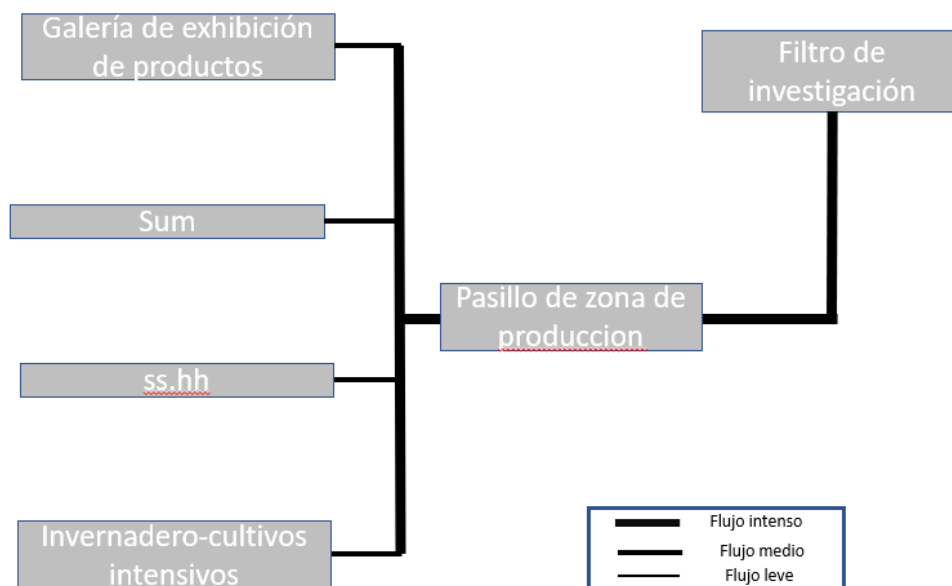 Galería de exhibición
de productos
Filtro de
investigación
Sum
Pasillo de zona de
produccion
ss.hh
Invernadero-cultivos
intensivos
Flujo intenso
Flujo medio
Flujo leve